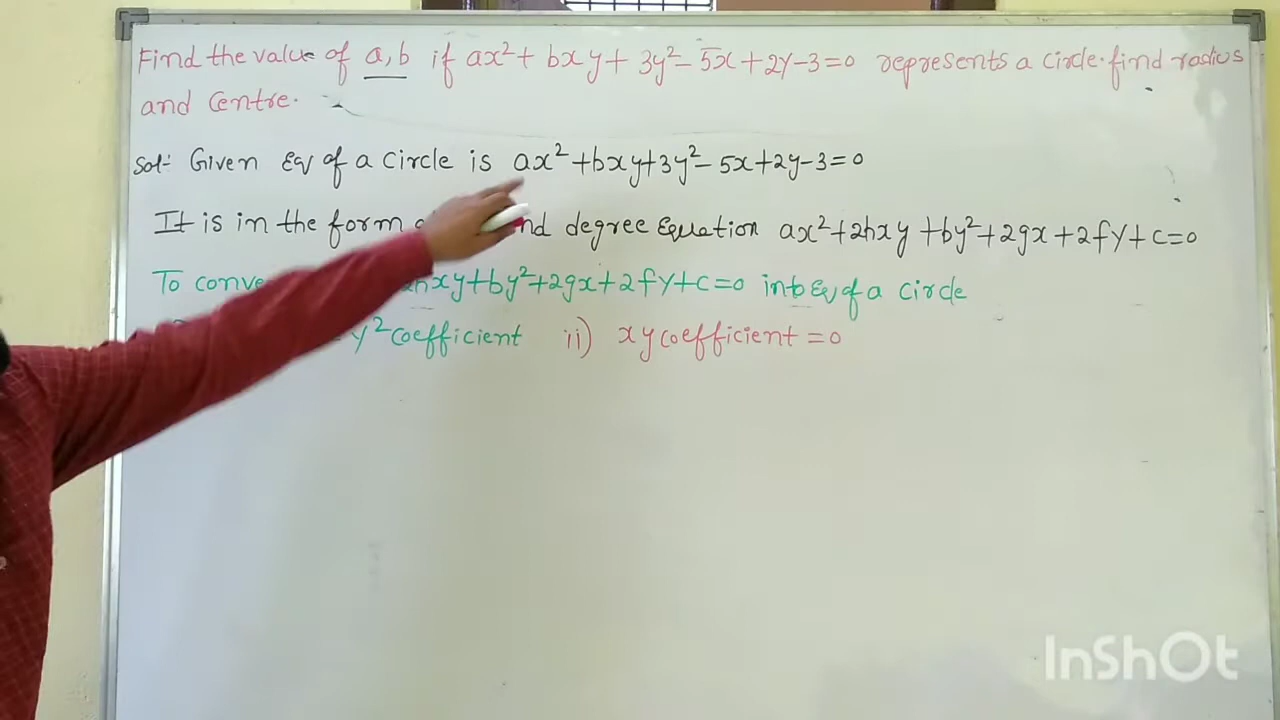 Find the value of a,b if ax²+ bxy+ 3y²- 5x+2y-3=0 represents a circle. find radius
and Centre.
Sol:- Given Eq of a Circle is ax²+bxy+3y²- 5x+2y-3=0
It is in the form nd degree Equation ax²+2hxy+by²+2gx+2fy+c=0
To conve xy+by²+2gx+2fy+c=0 into Eq of a circle
y² coefficient ii) xy coefficient =0
InShOt